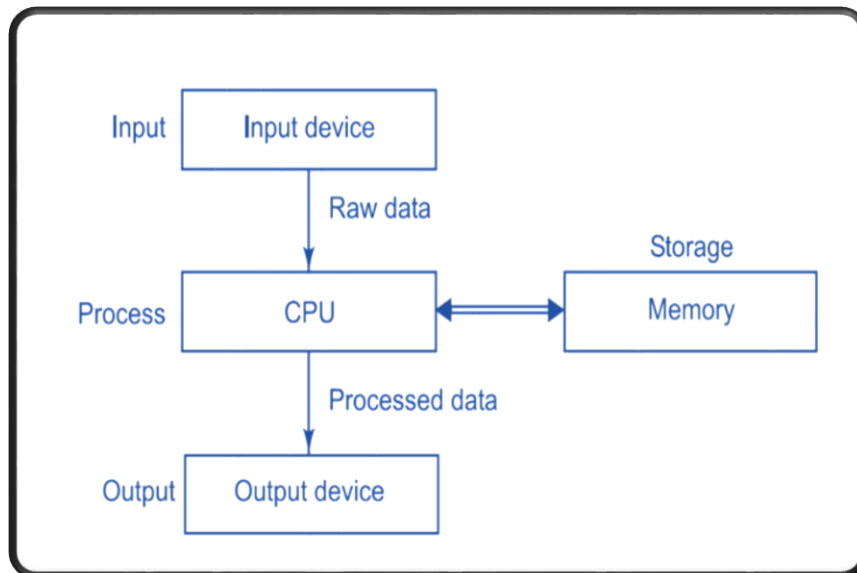 Input
Input device
Raw data
Storage
Process
CPU
Memory
Processed data
Output
Output device